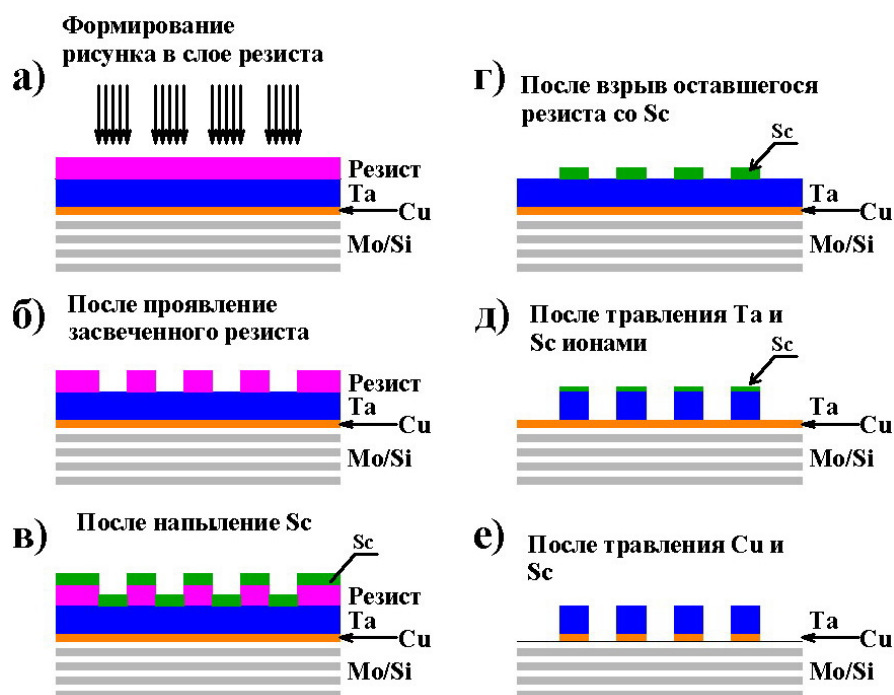 а)
Формирование
рисунка в слое резиста
Резист
Ta
Cu
Mo/Si
б)
После проявление
засвеченного резиста
Резист
Ta
Cu
Mo/Si
в)
После напыление Sc
Sc
Резист
Ta
Cu
Mo/Si
г)
После взрыв оставшегося
резиста со Sc
Sc
Ta
Cu
Mo/Si
д)
После травления Ta и
Sc ионами
Sc
Ta
Cu
Mo/Si
е)
После травления Cu и
Sc
Ta
Cu
Mo/Si